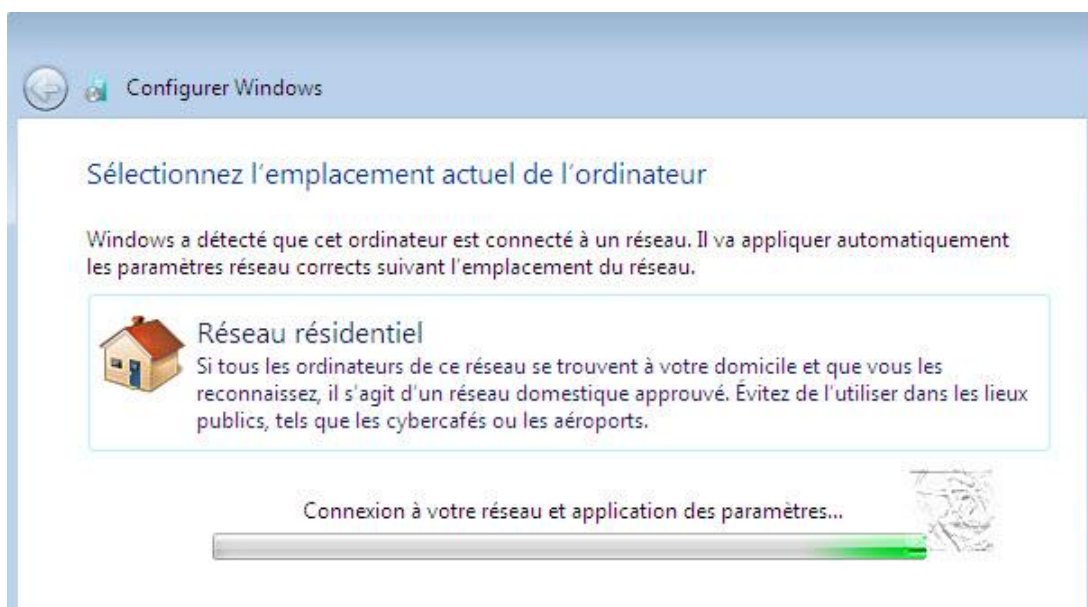 Configurer Windows
Sélectionnez l'emplacement actuel de l'ordinateur
Windows a détecté que cet ordinateur est connecté à un réseau. Il va appliquer automatiquement
les paramètres réseau corrects suivant l'emplacement du réseau.
Réseau résidentiel
Si tous les ordinateurs de ce réseau se trouvent à votre domicile et que vous les
reconnaissez, il s'agit d'un réseau domestique approuvé. Évitez de l'utiliser dans les lieux
publics, tels que les cybercafés ou les aéroports.
Connexion à votre réseau et application des paramètres...